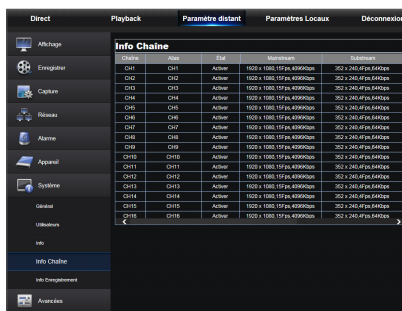 Direct Playback Paramètre distant Paramètres Locaux Déconnexion
Affichage
Enregistrer
Capture
Réseau
Alarme
Appareil
Système
Général
Utilisateurs
Info
Info Chaîne
Info Enregistrement
Avancées
Info Chaîne
Chaîne Alias État Mainstream Substream
CH1 CH1 Activer 1920 x 1080,15Fps,4096Kbps 352 x 240,4Fps,64Kbps
CH2 CH2 Activer 1920 x 1080,15Fps,4096Kbps 352 x 240,4Fps,64Kbps
CH3 CH3 Activer 1920 x 1080,15Fps,4096Kbps 352 x 240,4Fps,64Kbps
CH4 CH4 Activer 1920 x 1080,15Fps,4096Kbps 352 x 240,4Fps,64Kbps
CH5 CH5 Activer 1920 x 1080,15Fps,4096Kbps 352 x 240,4Fps,64Kbps
CH6 CH6 Activer 1920 x 1080,15Fps,4096Kbps 352 x 240,4Fps,64Kbps
CH7 CH7 Activer 1920 x 1080,15Fps,4096Kbps 352 x 240,4Fps,64Kbps
CH8 CH8 Activer 1920 x 1080,15Fps,4096Kbps 352 x 240,4Fps,64Kbps
CH9 CH9 Activer 1920 x 1080,15Fps,4096Kbps 352 x 240,4Fps,64Kbps
CH10 CH10 Activer 1920 x 1080,15Fps,4096Kbps 352 x 240,4Fps,64Kbps
CH11 CH11 Activer 1920 x 1080,15Fps,4096Kbps 352 x 240,4Fps,64Kbps
CH12 CH12 Activer 1920 x 1080,15Fps,4096Kbps 352 x 240,4Fps,64Kbps
CH13 CH13 Activer 1920 x 1080,15Fps,4096Kbps 352 x 240,4Fps,64Kbps
CH14 CH14 Activer 1920 x 1080,15Fps,4096Kbps 352 x 240,4Fps,64Kbps
CH15 CH15 Activer 1920 x 1080,15Fps,4096Kbps 352 x 240,4Fps,64Kbps
CH16 CH16 Activer 1920 x 1080,15Fps,4096Kbps 352 x 240,4Fps,64Kbps